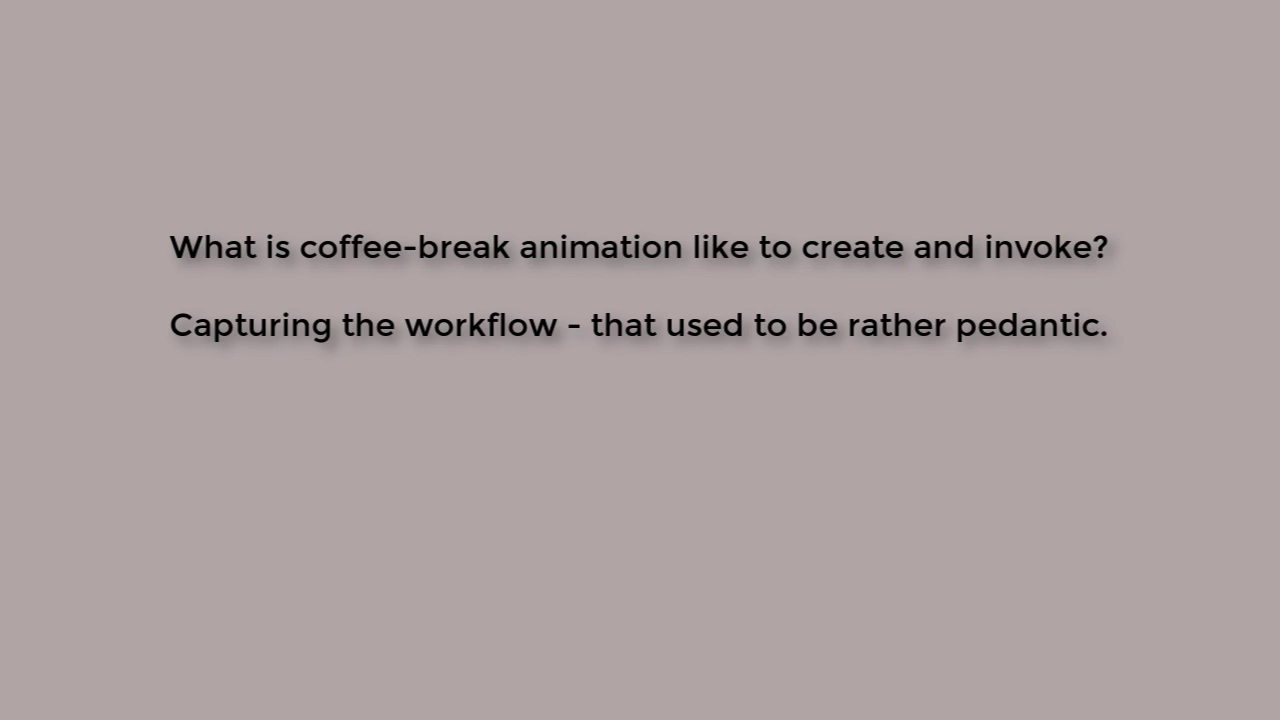 What is coffee-break animation like to create and invoke?
Capturing the workflow - that used to be rather pedantic.